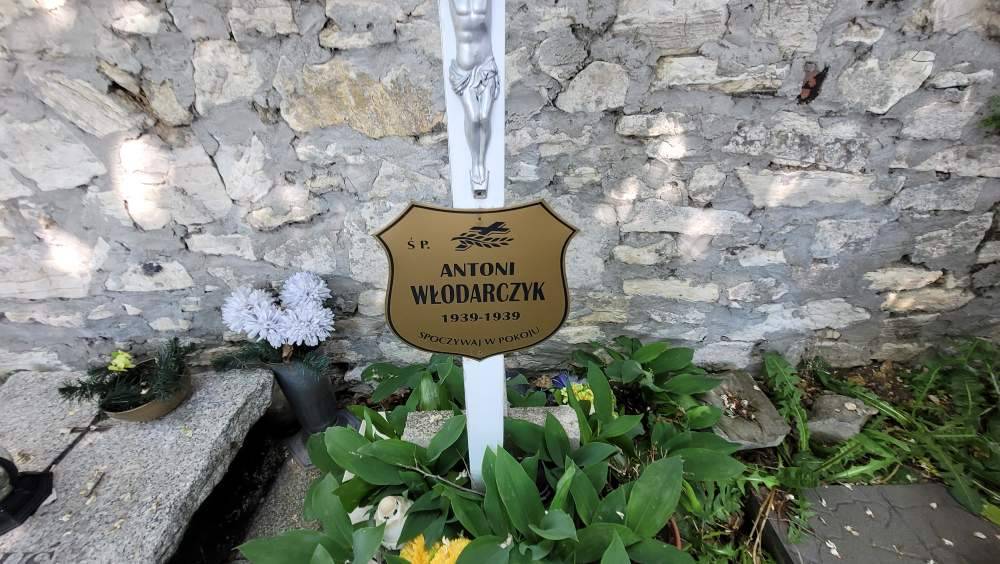 Ś P.
ANTONI
WŁODARCZYK
1939-1939
SPOCZYWAJ W POKOJU